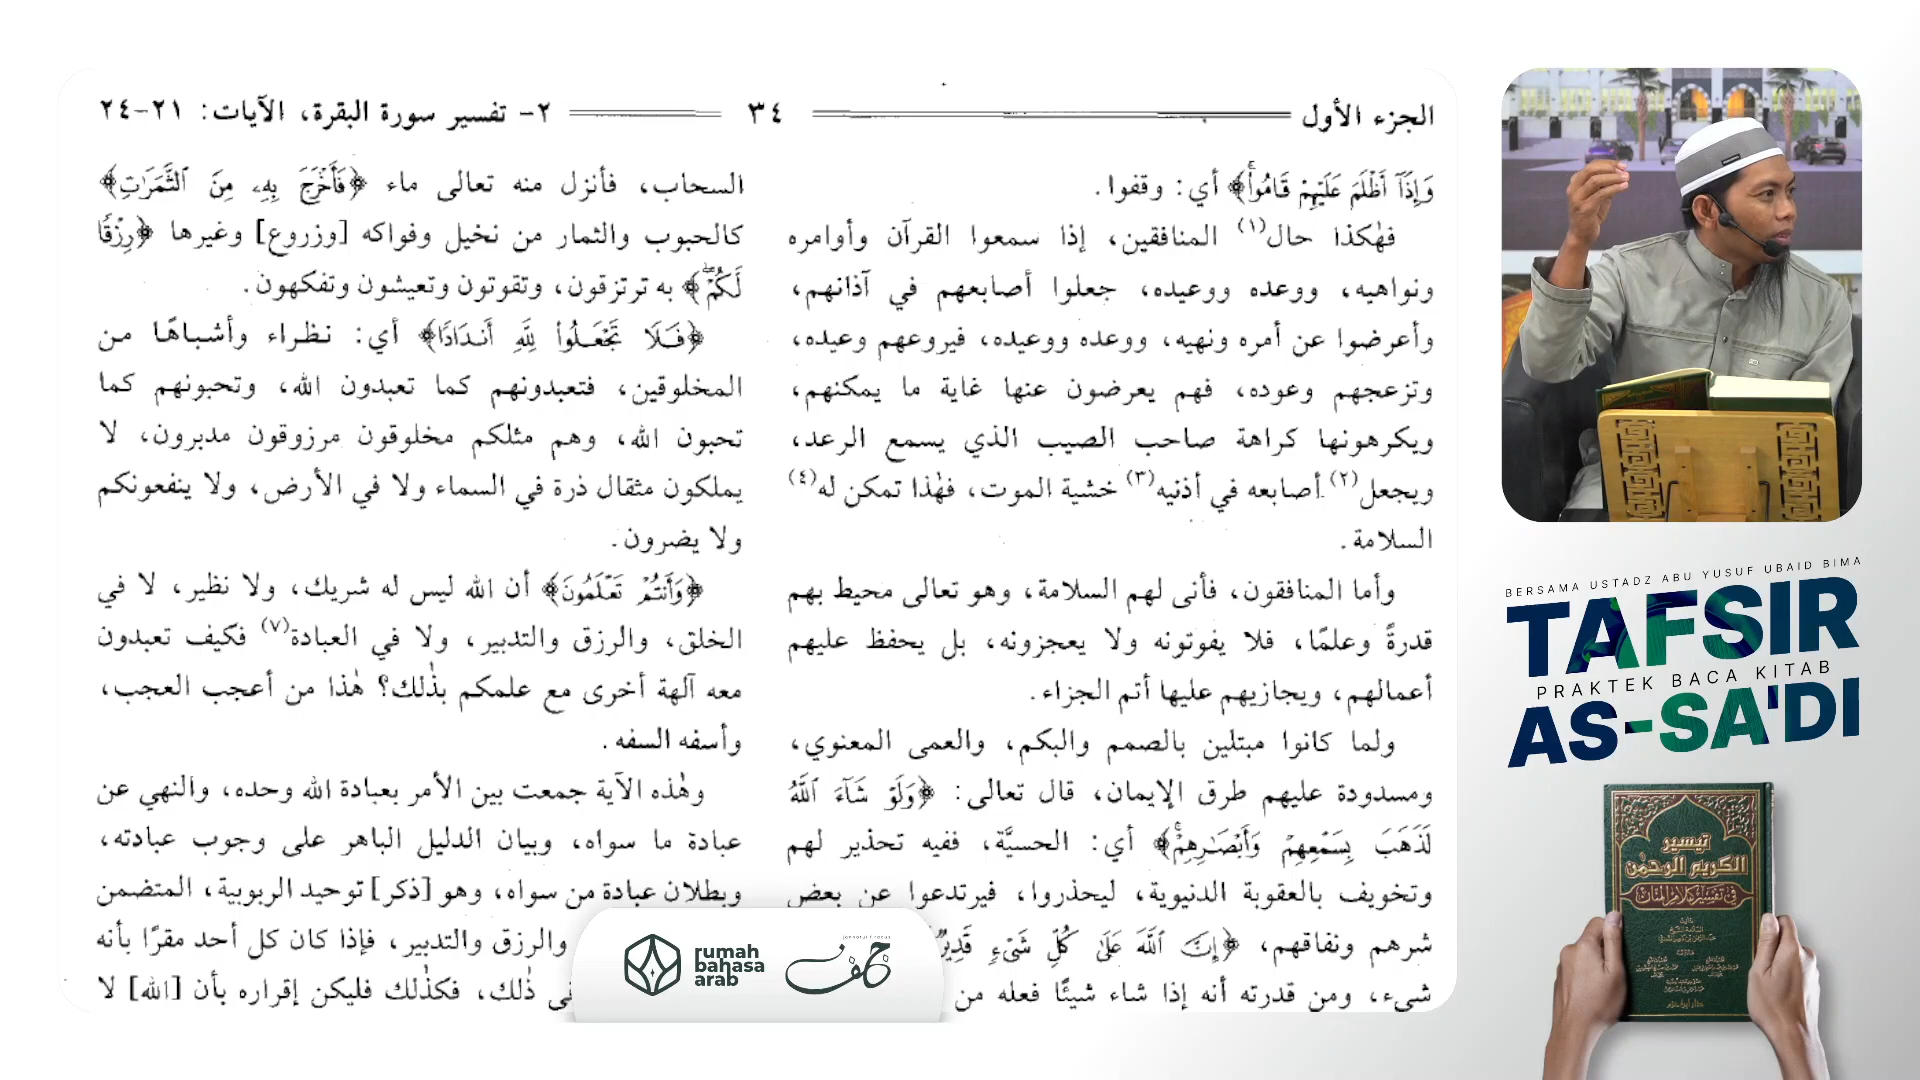 الجزء الأول
٣٤
٢- تفسير سورة البقرة، الآيات: ٢١-٢٤
وَإِذَآ أَظْلَمَ عَلَيْهِمْ قَامُواْۚ﴾ أي: وقفوا.
فهٰكذا حال(١) المنافقين، إذا سمعوا القرآن وأوامره
ونواهيه، ووعده ووعيده، جعلوا أصابعهم في آذانهم،
وأعرضوا عن أمره ونهيه، ووعده ووعيده، فيروعهم وعيده،
وتزعجهم وعوده، فهم يعرضون عنها غاية ما يمكنهم،
ويكرهونها كراهة صاحب الصيب الذي يسمع الرعد،
ويجعل(٢) أصابعه في أذنيه(٣) خشية الموت، فهٰذا تمكن له(٤)
السلامة.
وأما المنافقون، فأنى لهم السلامة، وهو تعالى محيط بهم
قدرةً وعلمًا، فلا يفوتونه ولا يعجزونه، بل يحفظ عليهم
أعمالهم، ويجازيهم عليها أتم الجزاء.
ولما كانوا مبتلين بالصمم والبكم، والعمى المعنوي،
ومسدودة عليهم طرق الإيمان، قال تعالى: ﴿وَلَوْ شَآءَ ٱللَّهُ
لَذَهَبَ بِسَمْعِهِمْ وَأَبْصَٰرِهِمْۚ﴾ أي: الحسيَّة، ففيه تحذير لهم
وتخويف بالعقوبة الدنيوية، ليحذروا، فيرتدعوا عن بعض
شرهم ونفاقهم، ﴿إِنَّ ٱللَّهَ عَلَىٰ كُلِّ شَىْءٍ قَدِيرٌ
شيء، ومن قدرته أنه إذا شاء شيئًا فعله من
السحاب، فأنزل منه تعالى ماء ﴿فَأَخْرَجَ بِهِۦ مِنَ ٱلثَّمَرَٰتِ﴾
كالحبوب والثمار من نخيل وفواكه [وزروع] وغيرها ﴿رِزْقًا
لَّكُمْۖ﴾ به ترتزقون، وتقوتون وتعيشون وتفكهون.
﴿فَلَا تَجْعَلُواْ لِلَّهِ أَندَادًا﴾ أي: نظراء وأشباهًا من
المخلوقين، فتعبدونهم كما تعبدون الله، وتحبونهم كما
تحبون الله، وهم مثلكم مخلوقون مرزوقون مدبرون، لا
يملكون مثقال ذرة في السماء ولا في الأرض، ولا ينفعونكم
ولا يضرون.
﴿وَأَنتُمْ تَعْلَمُونَ﴾ أن الله ليس له شريك، ولا نظير، لا في
الخلق، والرزق والتدبير، ولا في العبادة(٧) فكيف تعبدون
معه آلهة أخرى مع علمكم بذٰلك؟ هٰذا من أعجب العجب،
وأسفه السفه.
وهٰذه الآية جمعت بين الأمر بعبادة الله وحده، والنهي عن
عبادة ما سواه، وبيان الدليل الباهر على وجوب عبادته،
وبطلان عبادة من سواه، وهو [ذكر] توحيد الربوبية، المتضمن
والرزق والتدبير، فإذا كان كل أحد مقرًا بأنه
ذٰلك، فكذٰلك فليكن إقراره بأن [الله] لا
rumah
bahasa
arab
BERSAMA USTADZ ABU YUSUF UBAID BIMA
TAFSIR
PRAKTEK BACA KITAB
AS-SA'DI
تيسير
الكريم الرحمٰن
في تفسير كلام المنان